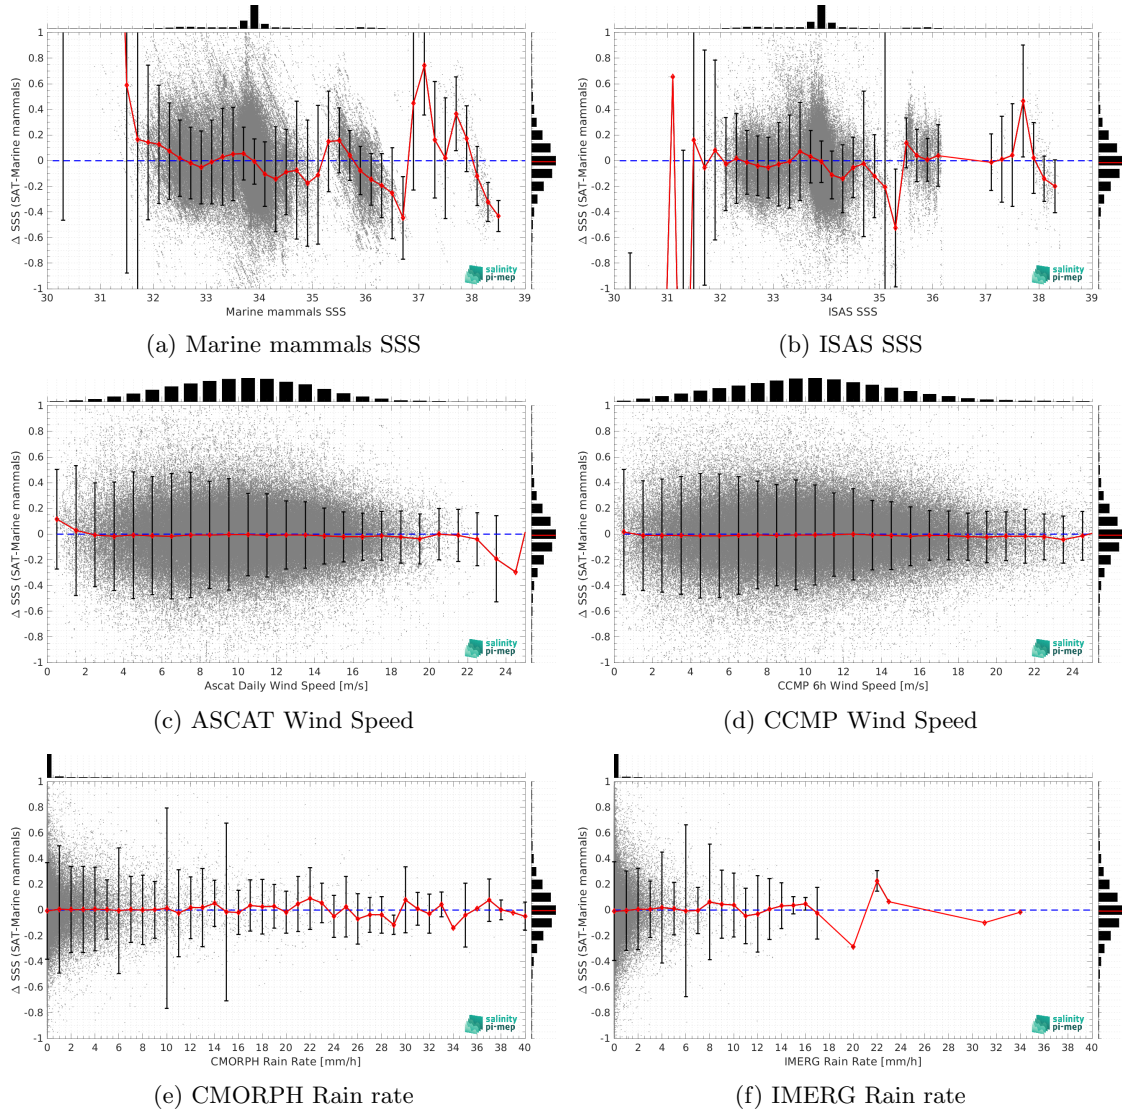 1
0.8
0.6
0.4
0.2
0
-0.2
-0.4
-0.6
-0.8
-1
Δ SSS (SAT-Marine mammals)
30 31 32 33 34 35 36 37 38 39
Marine mammals SSS
salinity
pi-mep
(a) Marine mammals SSS
1
0.8
0.6
0.4
0.2
0
-0.2
-0.4
-0.6
-0.8
-1
Δ SSS (SAT-Marine mammals)
30 31 32 33 34 35 36 37 38 39
ISAS SSS
salinity
pi-mep
(b) ISAS SSS
1
0.8
0.6
0.4
0.2
0
-0.2
-0.4
-0.6
-0.8
-1
Δ SSS (SAT-Marine mammals)
0 2 4 6 8 10 12 14 16 18 20 22 24
Ascat Daily Wind Speed [m/s]
salinity
pi-mep
(c) ASCAT Wind Speed
1
0.8
0.6
0.4
0.2
0
-0.2
-0.4
-0.6
-0.8
-1
Δ SSS (SAT-Marine mammals)
0 2 4 6 8 10 12 14 16 18 20 22 24
CCMP 6h Wind Speed [m/s]
salinity
pi-mep
(d) CCMP Wind Speed
1
0.8
0.6
0.4
0.2
0
-0.2
-0.4
-0.6
-0.8
-1
Δ SSS (SAT-Marine mammals)
0 2 4 6 8 10 12 14 16 18 20 22 24 26 28 30 32 34 36 38 40
CMORPH Rain Rate [mm/h]
salinity
pi-mep
(e) CMORPH Rain rate
1
0.8
0.6
0.4
0.2
0
-0.2
-0.4
-0.6
-0.8
-1
Δ SSS (SAT-Marine mammals)
0 2 4 6 8 10 12 14 16 18 20 22 24 26 28 30 32 34 36 38 40
IMERG Rain Rate [mm/h]
salinity
pi-mep
(f) IMERG Rain rate